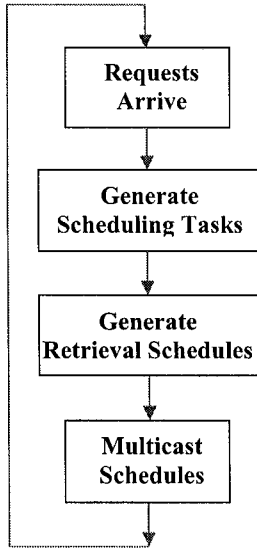 Requests
Arrive
Generate
Scheduling Tasks
Generate
Retrieval Schedules
Multicast
Schedules